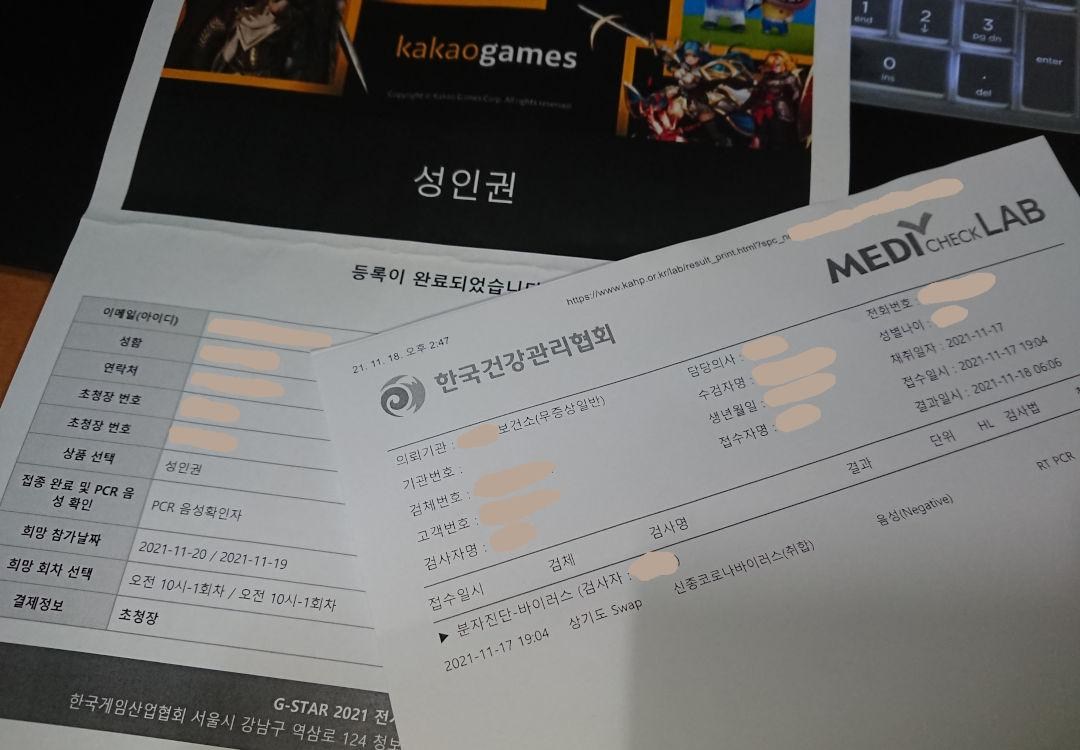 1
end
2
↓
3
pg dn
enter
0
ins
.
del
kakaogames
Copyright © Kakao Games Corp. All rights reserved.
성인권
등록이 완료되었습니다
이메일(아이디)
성함
연락처
초청장 번호
초청장 번호
상품 선택 성인권
접종 완료 및 PCR 음
성 확인 PCR 음성확인자
희망 참가날짜 2021-11-20 / 2021-11-19
희망 회차 선택 오전 10시-1회차 / 오전 10시-1회차
결제정보 초청장
G-STAR 2021 전시
한국게임산업협회 서울시 강남구 역삼로 124 청보
https://www.kahp.or.kr/lab/result_print.html?spc_n
MEDI CHECK LAB
21. 11. 18. 오후 2:47
한국건강관리협회
의뢰기관 : 보건소(무증상일반)
기관번호 :
검체번호 :
고객번호 :
검사자명 :
담당의사 :
수검자명 :
생년월일 :
접수자명 :
전화번호 :
성별나이 :
채취일자 : 2021-11-17
접수일시 : 2021-11-17 19:04
결과일시 : 2021-11-18 06:06
접수일시 검체 검사명 결과 단위 HL 검사법
▶ 분자진단-바이러스 (검사자 : )
2021-11-17 19:04 상기도 Swap 신종코로나바이러스(취합) 음성(Negative) RT PCR